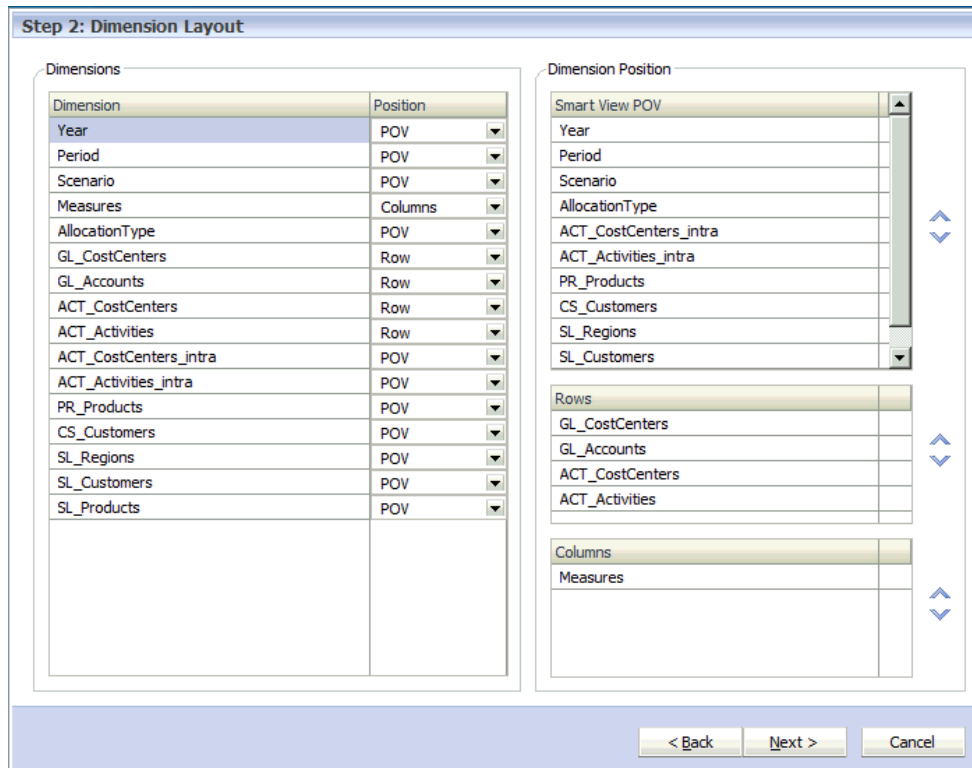 Step 2: Dimension Layout
Dimensions
Dimension Position
Year POV
Period POV
Scenario POV
Measures Columns
AllocationType POV
GL_CostCenters Row
GL_Accounts Row
ACT_CostCenters Row
ACT_Activities Row
ACT_CostCenters_intra POV
ACT_Activities_intra POV
PR_Products POV
CS_Customers POV
SL_Regions POV
SL_Customers POV
SL_Products POV
Dimension Position
Smart View POV
Year
Period
Scenario
AllocationType
ACT_CostCenters_intra
ACT_Activities_intra
PR_Products
CS_Customers
SL_Regions
SL_Customers
Rows
GL_CostCenters
GL_Accounts
ACT_CostCenters
ACT_Activities
Columns
Measures
< Back Next > Cancel